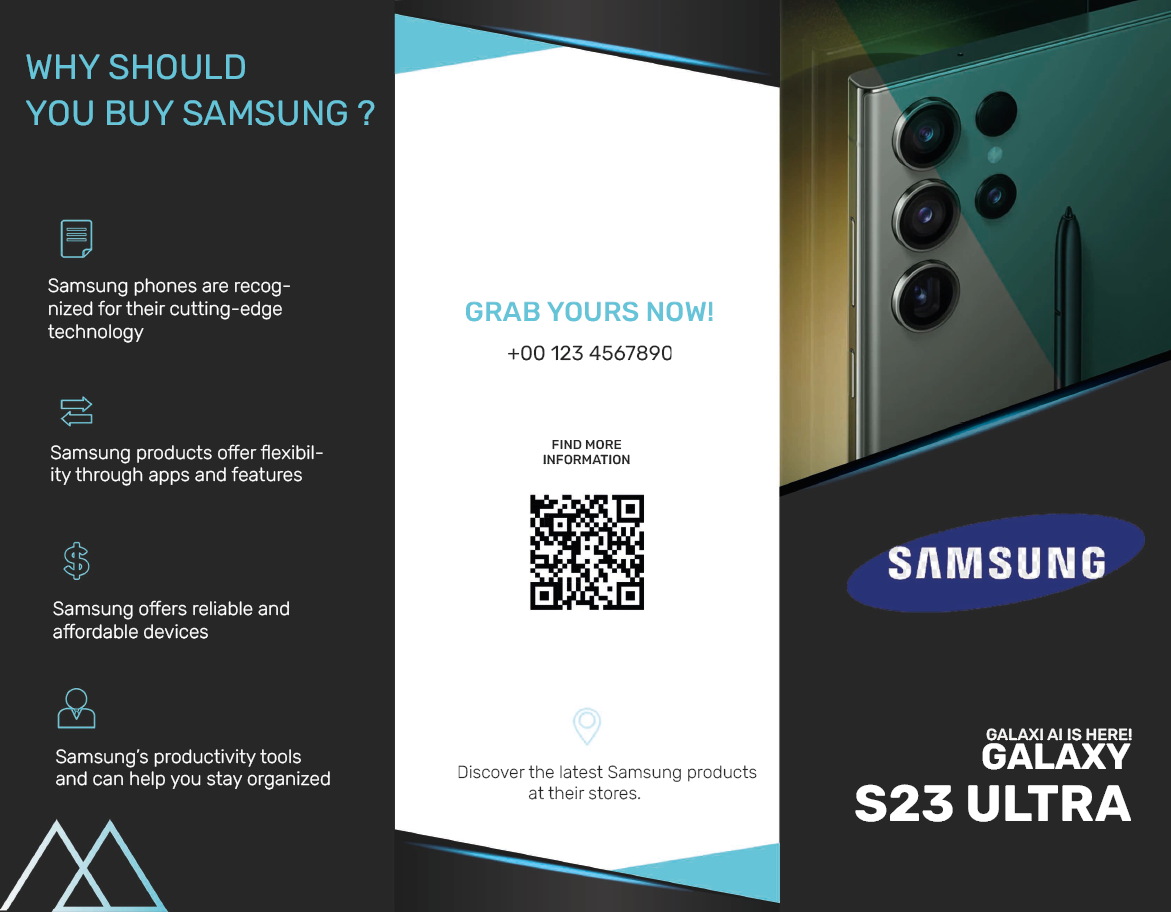 WHY SHOULD
YOU BUY SAMSUNG ?
Samsung phones are recog-
nized for their cutting-edge
technology
Samsung products offer flexibil-
ity through apps and features
Samsung offers reliable and
affordable devices
Samsung's productivity tools
and can help you stay organized
GRAB YOURS NOW!
+00 123 4567890
FIND MORE
INFORMATION
Discover the latest Samsung products
at their stores.
SAMSUNG
GALAXI AI IS HERE!
GALAXY
S23 ULTRA